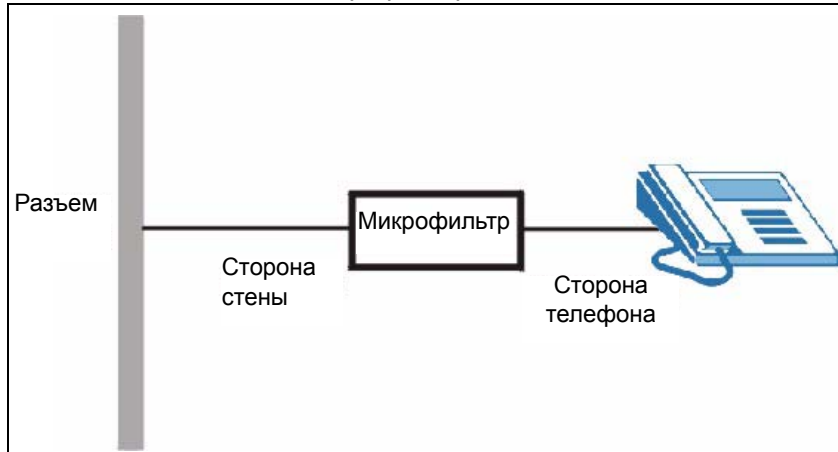 Разъем
Микрофильтр
Сторона
стены
Сторона
телефона